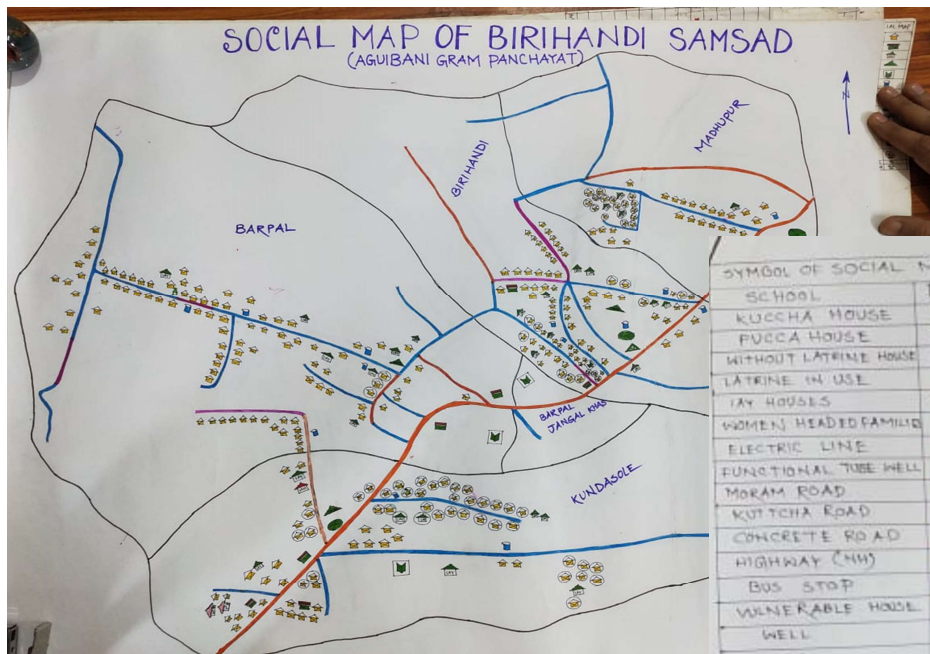 SOCIAL MAP OF BIRIHANDI SAMSAD
(AGUIBANI GRAM PANCHAYAT)
N
MADHUPUR
BIRIHANDI
BARPAL
BARPAL
JANGAL KHAS
KUNDASOLE
SYMBOL OF SOCIAL
SCHOOL
KUCCHA HOUSE
PUCCA HOUSE
WITHOUT LATRINE HOUSE
LATRINE IN USE
IAY HOUSES
WOMEN HEADED FAMILIE
ELECTRIC LINE
FUNCTIONAL TUBE WELL
MORAM ROAD
KUTTCHA ROAD
CONCRETE ROAD
HIGHWAY (NH)
BUS STOP
VULNERABLE HOUSE
WELL